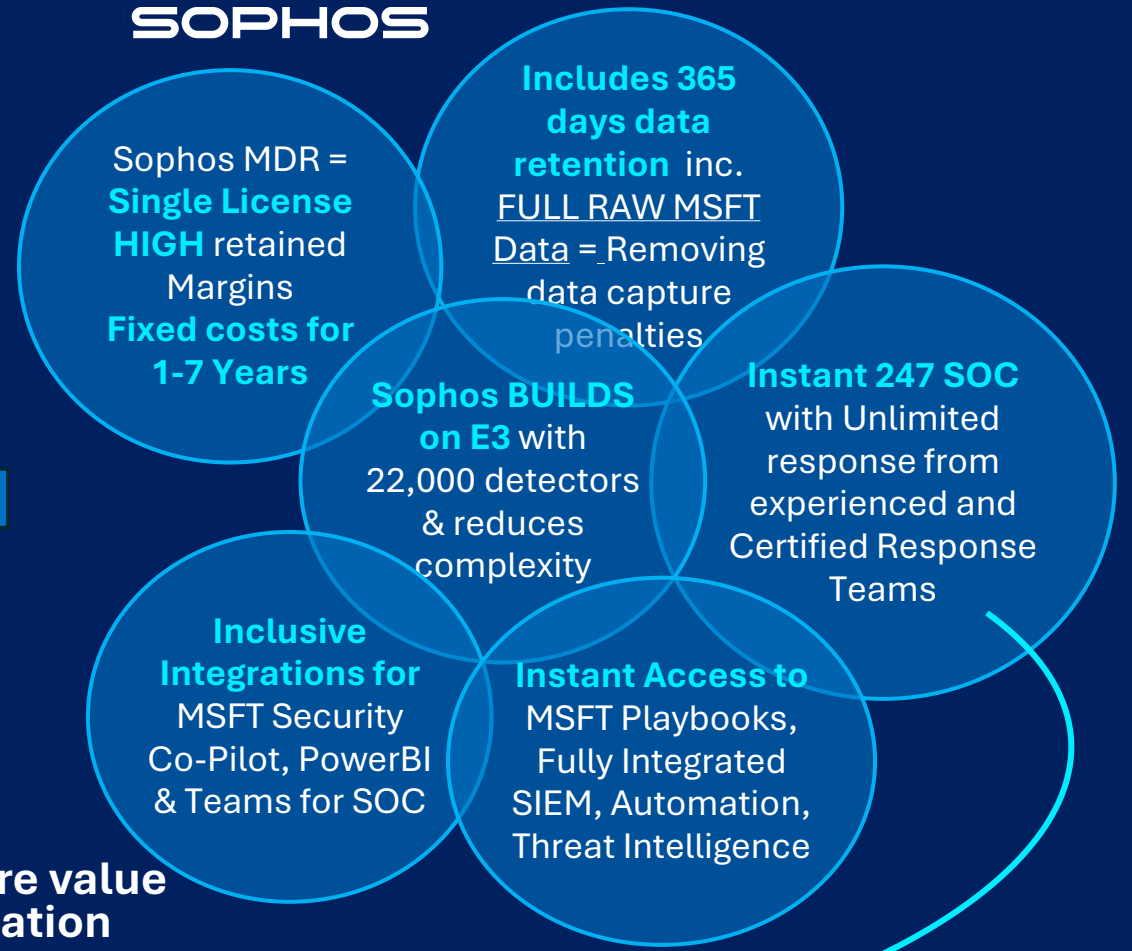 SOPHOS
Sophos MDR =
Single License
HIGH retained
Margins
Fixed costs for
1-7 Years
Includes 365
days data
retention inc.
FULL RAW MSFT
Data = Removing
data capture
penalties
Sophos BUILDS
on E3 with
22,000 detectors
& reduces
complexity
Instant 247 SOC
with Unlimited
response from
experienced and
Certified Response
Teams
Inclusive
Integrations for
MSFT Security
Co-Pilot, PowerBI
& Teams for SOC
Instant Access to
MSFT Playbooks,
Fully Integrated
SIEM, Automation,
Threat Intelligence
re value
ation